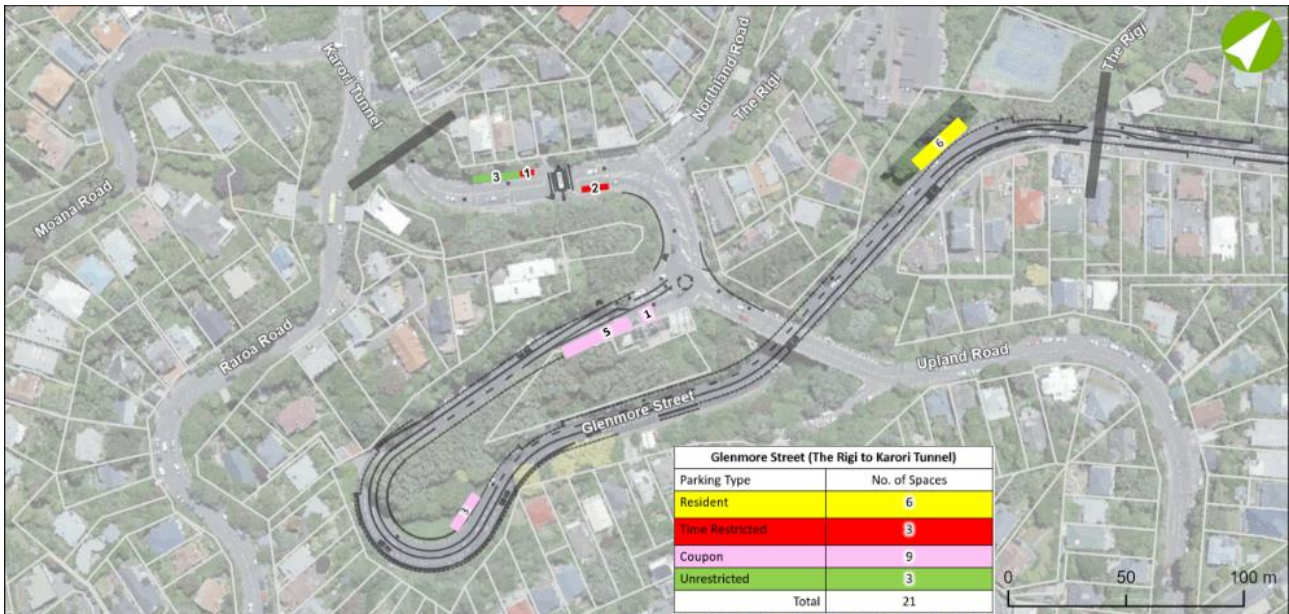 Karori Tunnel
Northland Road
The Rigi
The Rigi
6
3
1
2
Moana Road
1
5
Raroa Road
Upland Road
Glenmore Street
3
Glenmore Street (The Rigi to Karori Tunnel)
Parking Type No. of Spaces
Resident 6
Time Restricted 3
Coupon 9
Unrestricted 3
Total 21
0 50 100 m